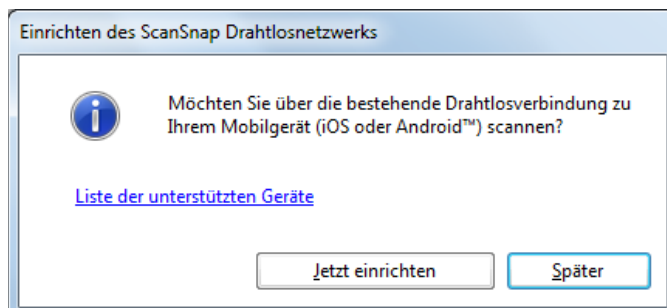 Einrichten des ScanSnap Drahtlosnetzwerks
Möchten Sie über die bestehende Drahtlosverbindung zu
Ihrem Mobilgerät (iOS oder Android™) scannen?
Liste der unterstützten Geräte
Jetzt einrichten
Später